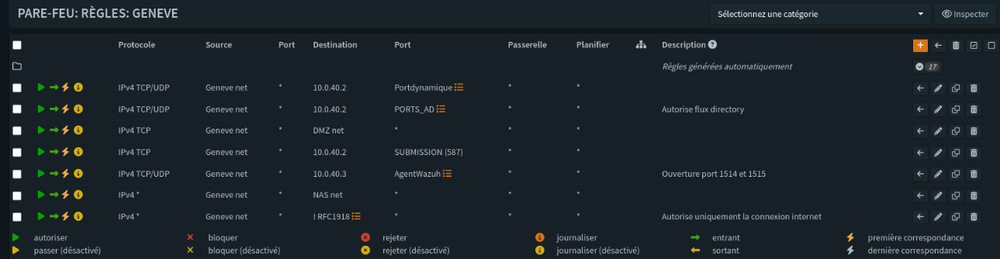 PARE-FEU: RÈGLES: GENEVE Sélectionnez une catégorie Inspecter
Protocole Source Port Destination Port Passerelle Planifier Description
Règles générées automatiquement 17
IPv4 TCP/UDP Geneve net * 10.0.40.2 Portdynamique * *
IPv4 TCP/UDP Geneve net * 10.0.40.2 PORTS_AD * * Autorise flux directory
IPv4 TCP Geneve net * DMZ net * * *
IPv4 TCP Geneve net * 10.0.40.2 SUBMISSION (587) * *
IPv4 TCP/UDP Geneve net * 10.0.40.3 AgentWazuh * * Ouverture port 1514 et 1515
IPv4 * Geneve net * NAS net * * *
IPv4 * Geneve net * ! RFC1918 * * * Autorise uniquement la connexion internet
autoriser bloquer rejeter journaliser entrant première correspondance
passer (désactivé) bloquer (désactivé) rejeter (désactivé) journaliser (désactivé) sortant dernière correspondance